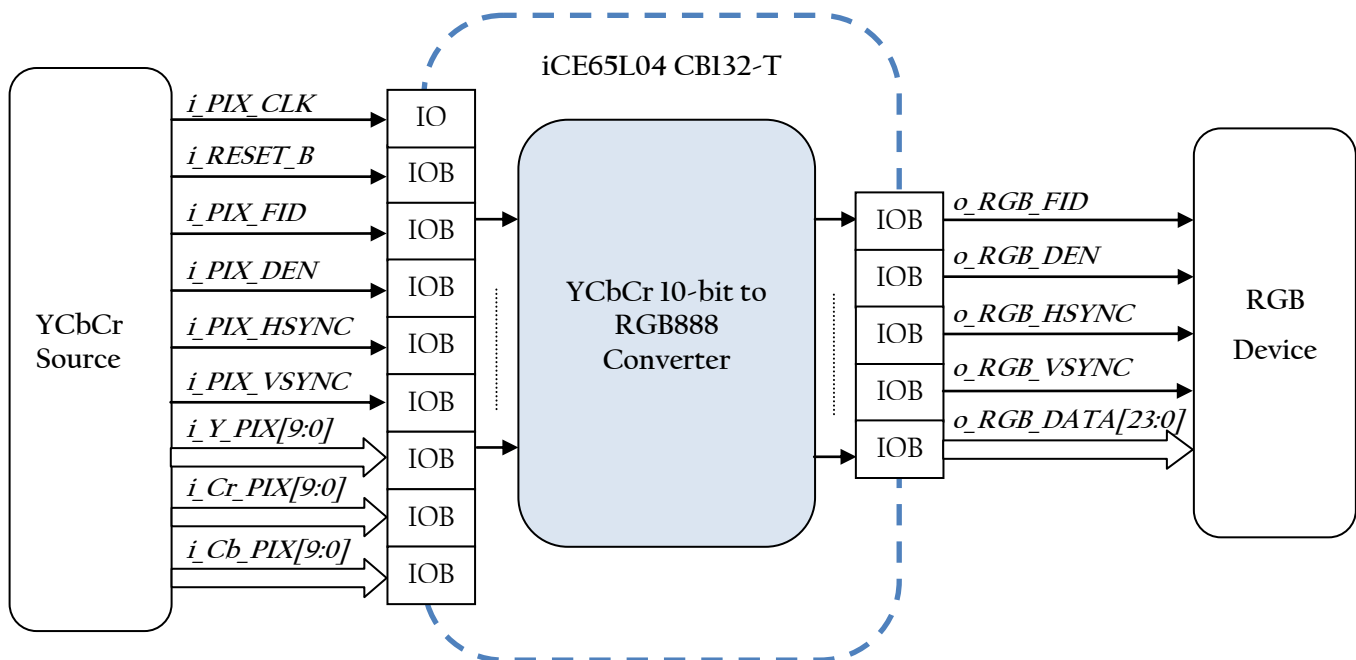 iCE65L04 CB132-T
YCbCr
Source
i_PIX_CLK
i_RESET_B
i_PIX_FID
i_PIX_DEN
i_PIX_HSYNC
i_PIX_VSYNC
i_Y_PIX[9:0]
i_Cr_PIX[9:0]
i_Cb_PIX[9:0]
IO
IOB
IOB
IOB
IOB
IOB
IOB
IOB
IOB
YCbCr 10-bit to
RGB888
Converter
IOB
IOB
IOB
IOB
IOB
o_RGB_FID
o_RGB_DEN
o_RGB_HSYNC
o_RGB_VSYNC
o_RGB_DATA[23:0]
RGB
Device